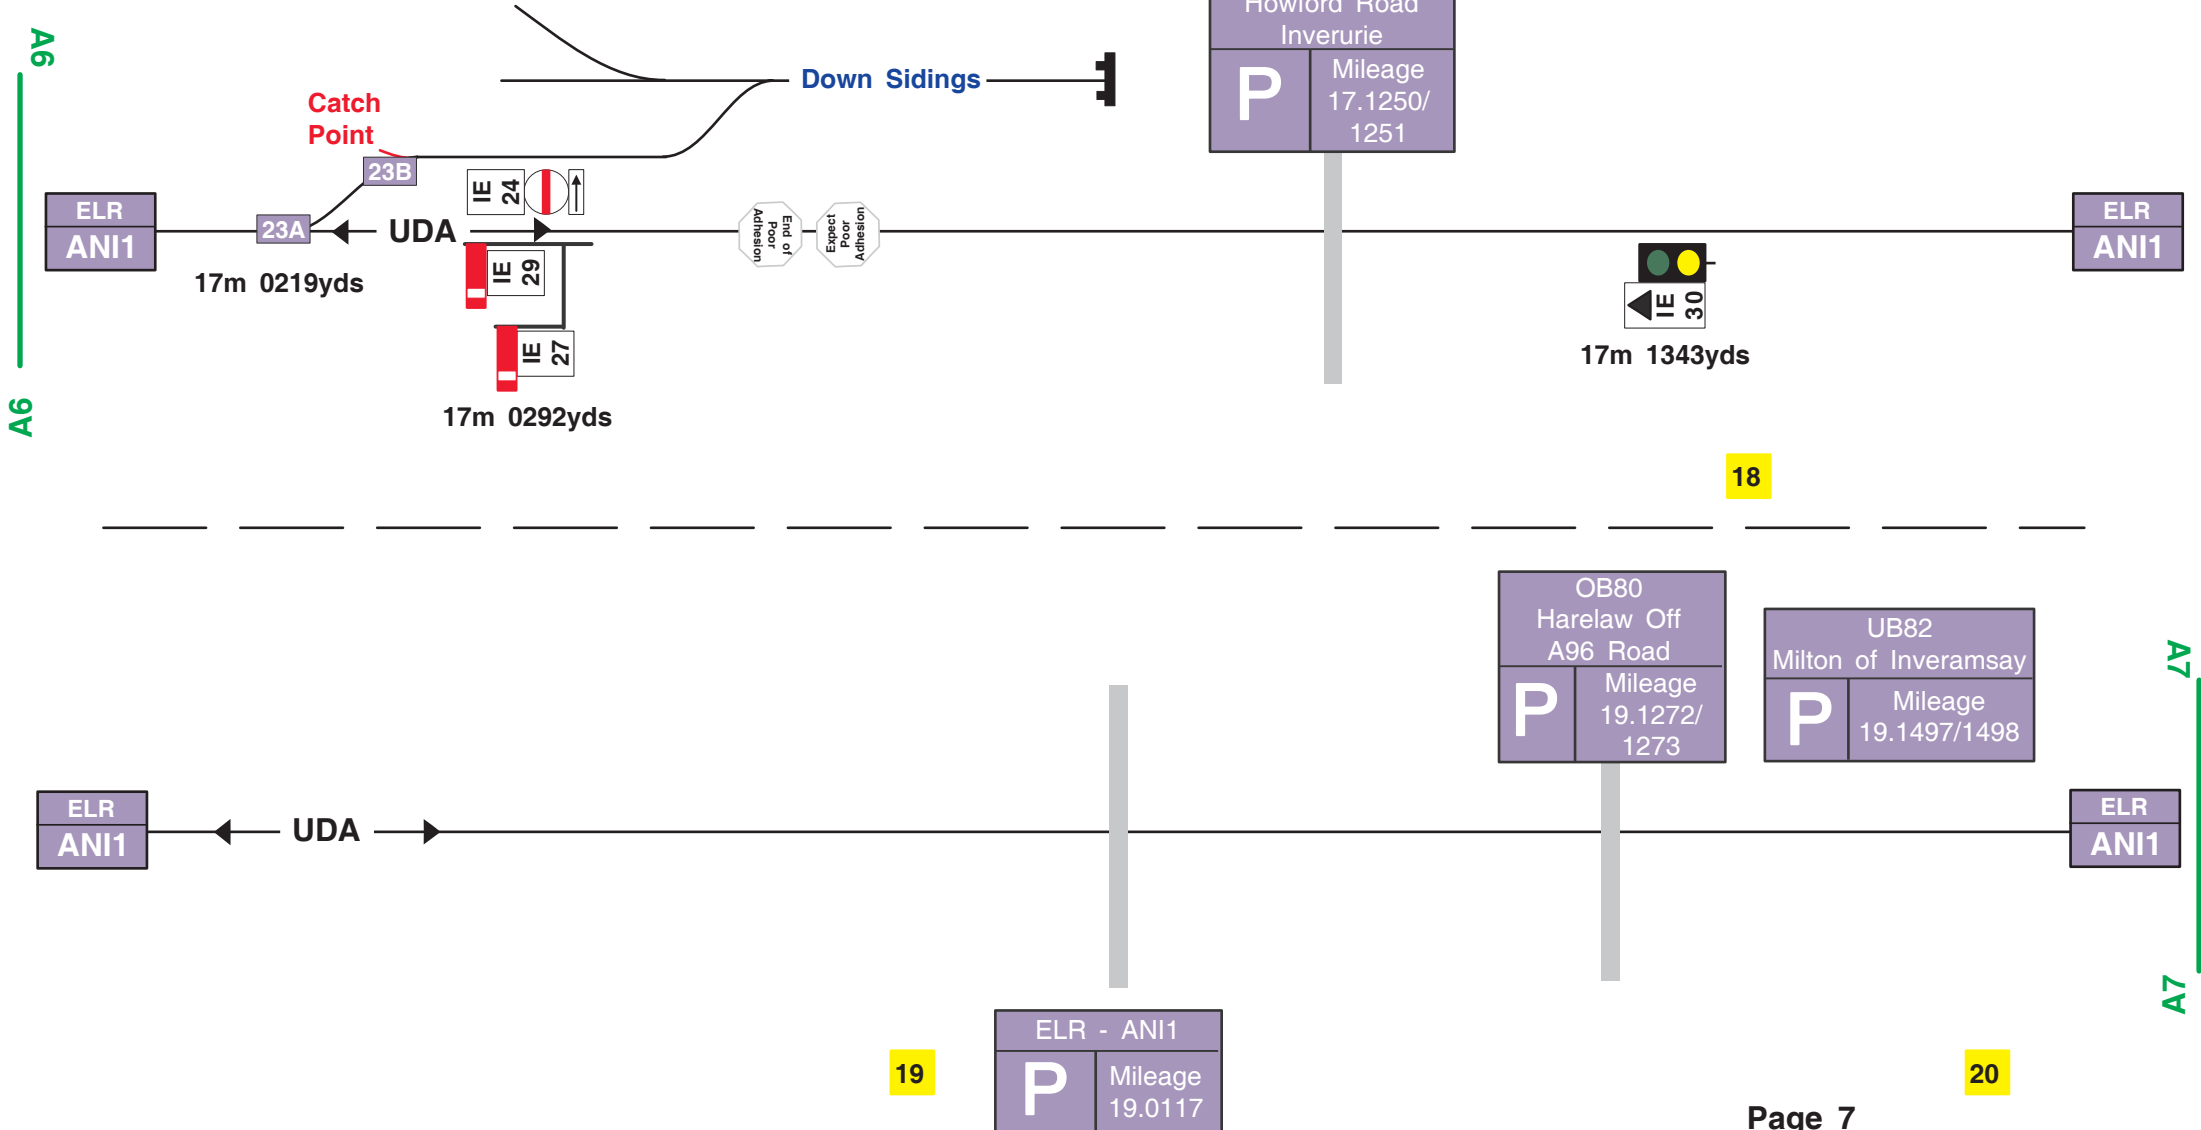 Howford Road
Inverurie
P
Mileage
17.1250/
1251
A6
Down Sidings
Catch
Point
23B
IE
24
ELR
ANI1
23A
UDA
End of
Poor
Adhesion
Expect
Poor
Adhesion
ELR
ANI1
17m 0219yds
IE
29
IE
30
IE
27
17m 1343yds
A6
17m 0292yds
18
OB80
Harelaw Off
A96 Road
P
Mileage
19.1272/
1273
UB82
Milton of Inveramsay
P
Mileage
19.1497/1498
A7
ELR
ANI1
UDA
ELR
ANI1
A7
ELR - ANI1
P
Mileage
19.0117
19
20
Page 7